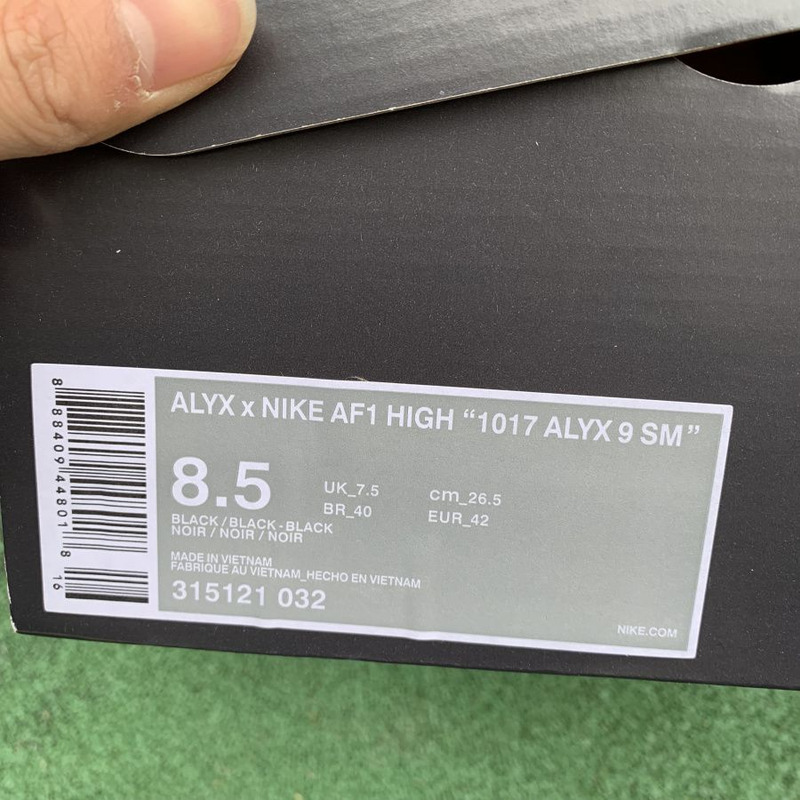 ALYX x NIKE AF1 HIGH “1017 ALYX 9 SM”
8.5
UK_7.5
cm_26.5
BR_40
EUR_42
BLACK / BLACK - BLACK
NOIR / NOIR / NOIR
MADE IN VIETNAM
FABRIQUE AU VIETNAM_HECHO EN VIETNAM
315121 032
NIKE.COM
8 88409 44801 8
16